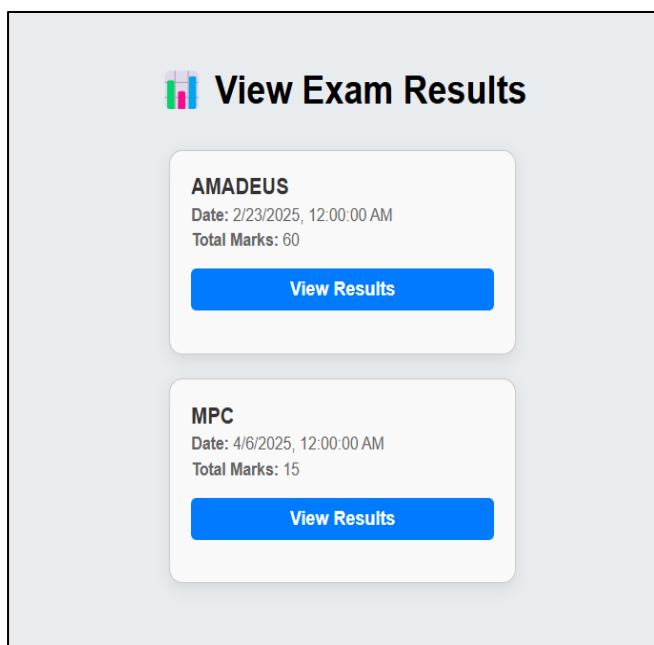 View Exam Results
AMADEUS
Date: 2/23/2025, 12:00:00 AM
Total Marks: 60
View Results
MPC
Date: 4/6/2025, 12:00:00 AM
Total Marks: 15
View Results